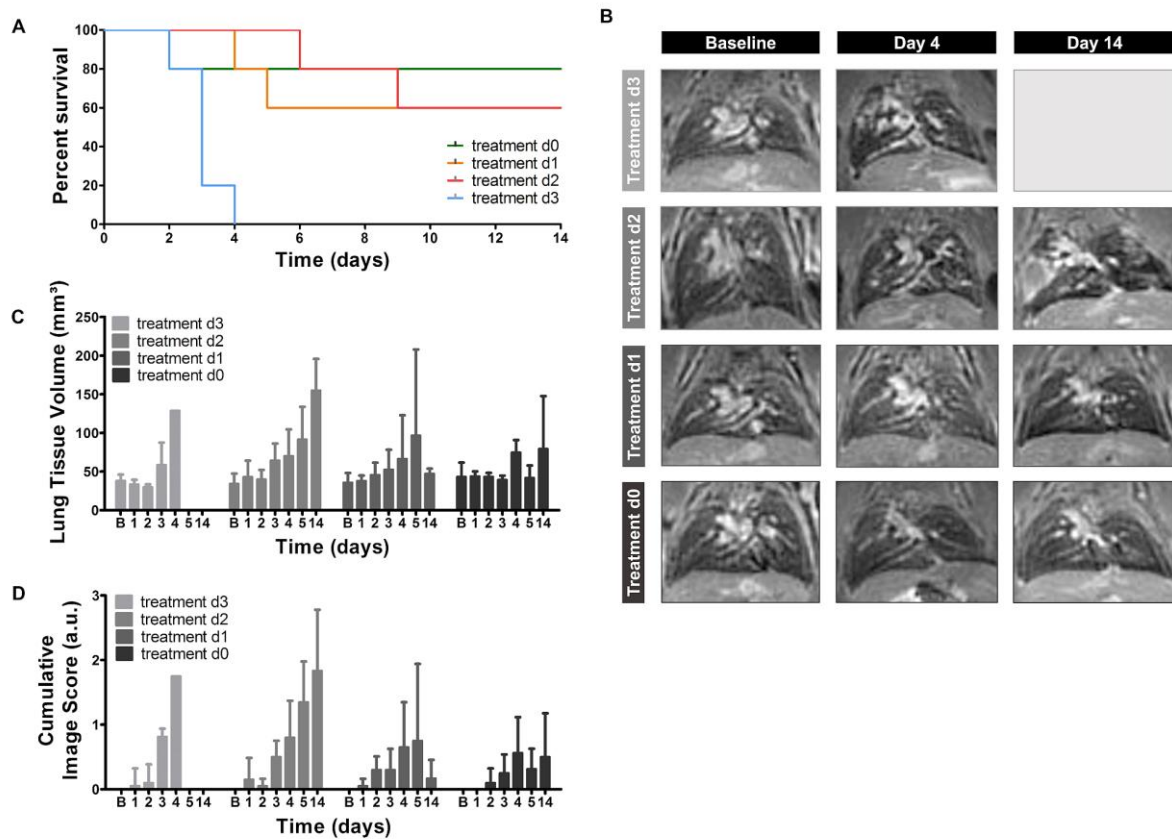 A
Percent survival
100
80
60
40
20
0
0 2 4 6 8 10 12 14
Time (days)
treatment d0
treatment d1
treatment d2
treatment d3
B
Baseline Day 4 Day 14
Treatment d3
Treatment d2
Treatment d1
Treatment d0
C
Lung Tissue Volume (mm³)
250
200
150
100
50
0
treatment d3
treatment d2
treatment d1
treatment d0
B 1 2 3 4 5 14 B 1 2 3 4 5 14 B 1 2 3 4 5 14 B 1 2 3 4 5 14
Time (days)
D
Cumulative
Image Score (a.u.)
3
2
1
0
treatment d3
treatment d2
treatment d1
treatment d0
B 1 2 3 4 5 14 B 1 2 3 4 5 14 B 1 2 3 4 5 14 B 1 2 3 4 5 14
Time (days)